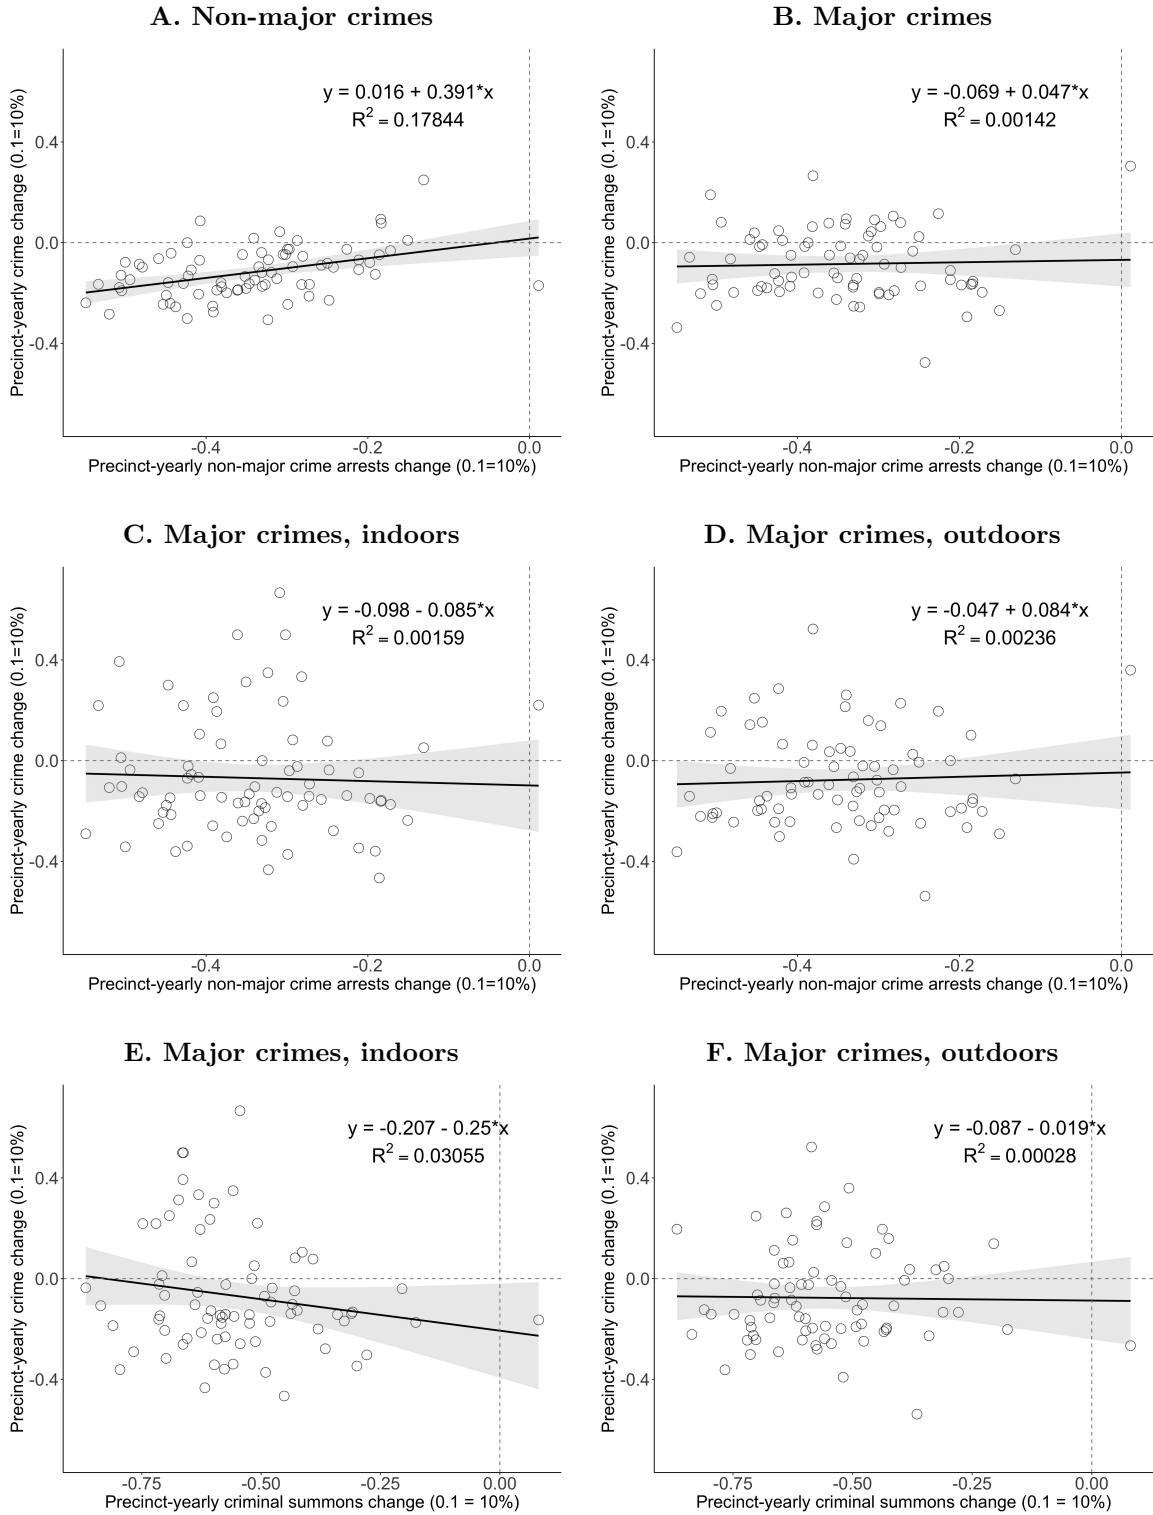 A. Non-major crimes
Precinct-yearly crime change (0.1=10%)
y = 0.016 + 0.391*x
R² = 0.17844
0.4
0.0
-0.4
-0.4
-0.2
0.0
Precinct-yearly non-major crime arrests change (0.1=10%)
B. Major crimes
Precinct-yearly crime change (0.1=10%)
y = -0.069 + 0.047*x
R² = 0.00142
0.4
0.0
-0.4
-0.4
-0.2
0.0
Precinct-yearly non-major crime arrests change (0.1=10%)
C. Major crimes, indoors
Precinct-yearly crime change (0.1=10%)
y = -0.098 - 0.085*x
R² = 0.00159
0.4
0.0
-0.4
-0.4
-0.2
0.0
Precinct-yearly non-major crime arrests change (0.1=10%)
D. Major crimes, outdoors
Precinct-yearly crime change (0.1=10%)
y = -0.047 + 0.084*x
R² = 0.00236
0.4
0.0
-0.4
-0.4
-0.2
0.0
Precinct-yearly non-major crime arrests change (0.1=10%)
E. Major crimes, indoors
Precinct-yearly crime change (0.1=10%)
y = -0.207 - 0.25*x
R² = 0.03055
0.4
0.0
-0.4
-0.75
-0.50
-0.25
0.00
Precinct-yearly criminal summons change (0.1 = 10%)
F. Major crimes, outdoors
Precinct-yearly crime change (0.1=10%)
y = -0.087 - 0.019*x
R² = 0.00028
0.4
0.0
-0.4
-0.75
-0.50
-0.25
0.00
Precinct-yearly criminal summons change (0.1 = 10%)